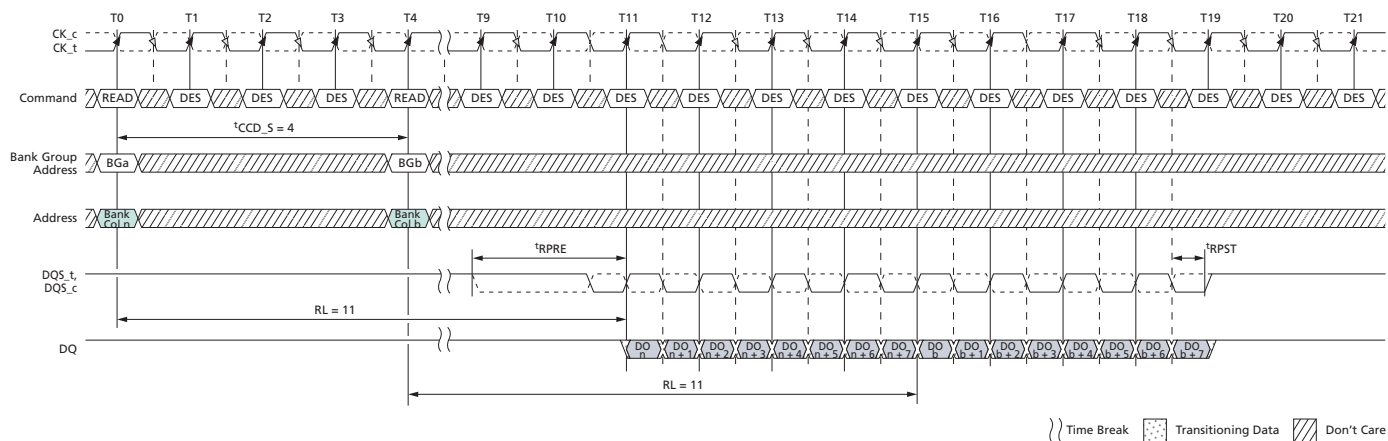 T0 T1 T2 T3 T4 T9 T10 T11 T12 T13 T14 T15 T16 T17 T18 T19 T20 T21
CK_c
CK_t
Command READ DES DES DES READ DES DES DES DES DES DES DES DES DES DES DES DES DES
tCCD_S = 4
Bank Group
Address
BGa BGb
Address
Bank
Col n
Bank
Col b
tRPRE tRPST
DQS_t,
DQS_c
RL = 11
DQ
DO
n
DO
n + 1
DO
n + 2
DO
n + 3
DO
n + 4
DO
n + 5
DO
n + 6
DO
n + 7
DO
b
DO
b + 1
DO
b + 2
DO
b + 3
DO
b + 4
DO
b + 5
DO
b + 6
DO
b + 7
RL = 11
Time Break Transitioning Data Don't Care